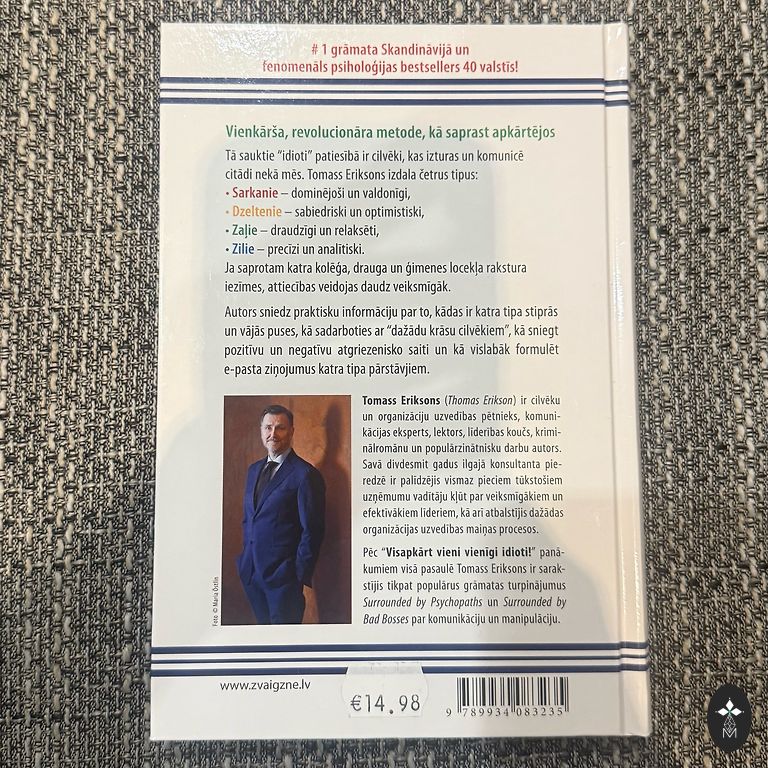 # 1 grāmata Skandināvijā un
fenomenāls psiholoģijas bestsellers 40 valstīs!
Vienkārša, revolucionāra metode, kā saprast apkārtējos
Tā sauktie “idioti” patiesībā ir cilvēki, kas izturas un komunicē
citādi nekā mēs. Tomass Eriksons izdala četrus tipus:
• Sarkanie – dominējoši un valdonīgi,
• Dzeltenie – sabiedriski un optimistiski,
• Zaļie – draudzīgi un relaksēti,
• Zilie – precīzi un analītiski.
Ja saprotam katra kolēģa, drauga un ģimenes locekļa rakstura
iezīmes, attiecības veidojas daudz veiksmīgāk.
Autors sniedz praktisku informāciju par to, kādas ir katra tipa stiprās
un vājās puses, kā sadarboties ar “dažādu krāsu cilvēkiem”, kā sniegt
pozitīvu un negatīvu atgriezenisko saiti un kā vislabāk formulēt
e-pasta ziņojumus katra tipa pārstāvjiem.
Tomass Eriksons (Thomas Erikson) ir cilvēku
un organizāciju uzvedības pētnieks, komuni-
kācijas eksperts, lektors, līderības koučs, krimi-
nālromānu un populārzinātnisku darbu autors.
Savā divdesmit gadus ilgajā konsultanta pie-
redzē ir palīdzējis vismaz pieciem tūkstošiem
uzņēmumu vadītāju kļūt par veiksmīgākiem un
efektīvākiem līderiem, kā arī atbalstījis dažādas
organizācijas uzvedības maiņas procesos.
Pēc “Visapkārt vieni vienīgi idioti!” panā-
kumiem visā pasaulē Tomass Eriksons ir sarak-
stījis tikpat populārus grāmatas turpinājumus
Surrounded by Psychopaths un Surrounded by
Bad Bosses par komunikāciju un manipulāciju.
Foto © Maria Östlin
www.zvaigzne.lv
€14.98
9 789934 083235